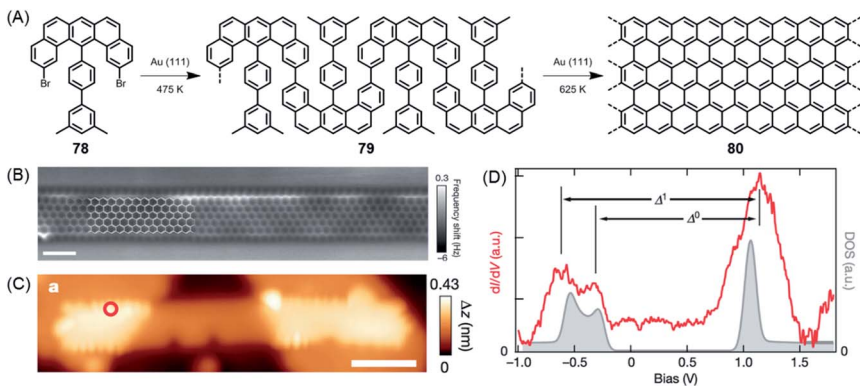 (A)
Br
Br
78
Au (111)
475 K
79
Au (111)
625 K
80
(B)
0.3
Frequency shift (Hz)
-6
(C)
a
0.43
Δz (nm)
0
(D)
Δ¹
Δ⁰
dI/dV (a.u.)
DOS (a.u.)
0
0
-1.0 -0.5 0 0.5 1.0 1.5
Bias (V)